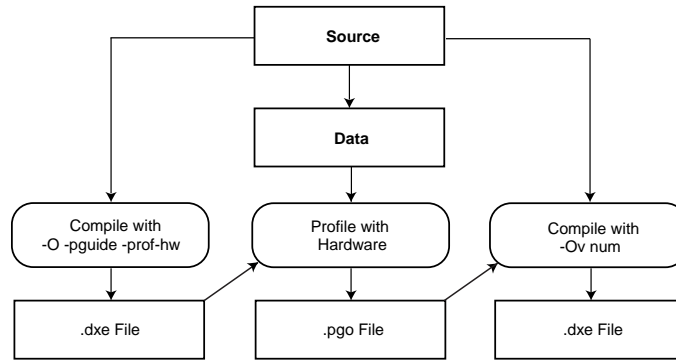 Source
Data
Compile with
-O -pguide -prof-hw
Profile with
Hardware
Compile with
-Ov num
.dxe File
.pgo File
.dxe File